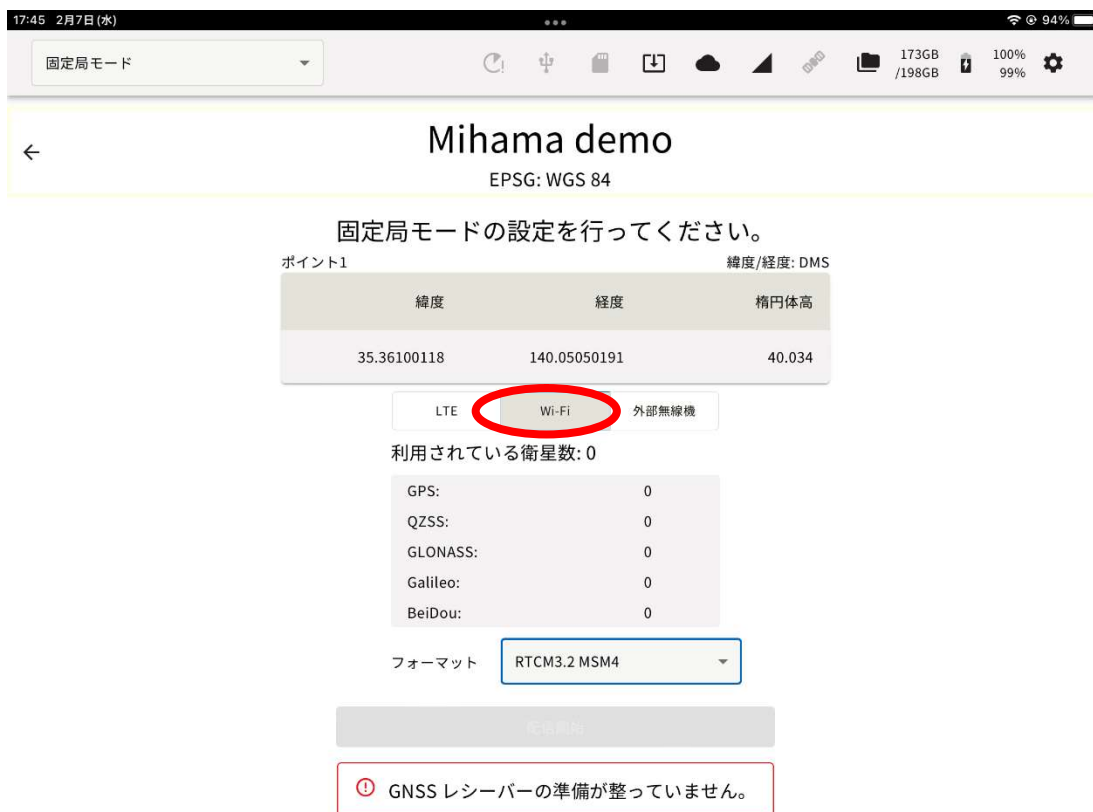 17:45 2月7日(水)
94%
固定局モード
173GB
/198GB
100%
99%
Mihama demo
EPSG: WGS 84
固定局モードの設定を行ってください。
ポイント1 緯度/経度: DMS
緯度 経度 楕円体高
35.36100118 140.05050191 40.034
LTE Wi-Fi 外部無線機
利用されている衛星数: 0
GPS: 0
QZSS: 0
GLONASS: 0
Galileo: 0
BeiDou: 0
フォーマット RTCM3.2 MSM4
配信開始
GNSS レシーバーの準備が整っていません。